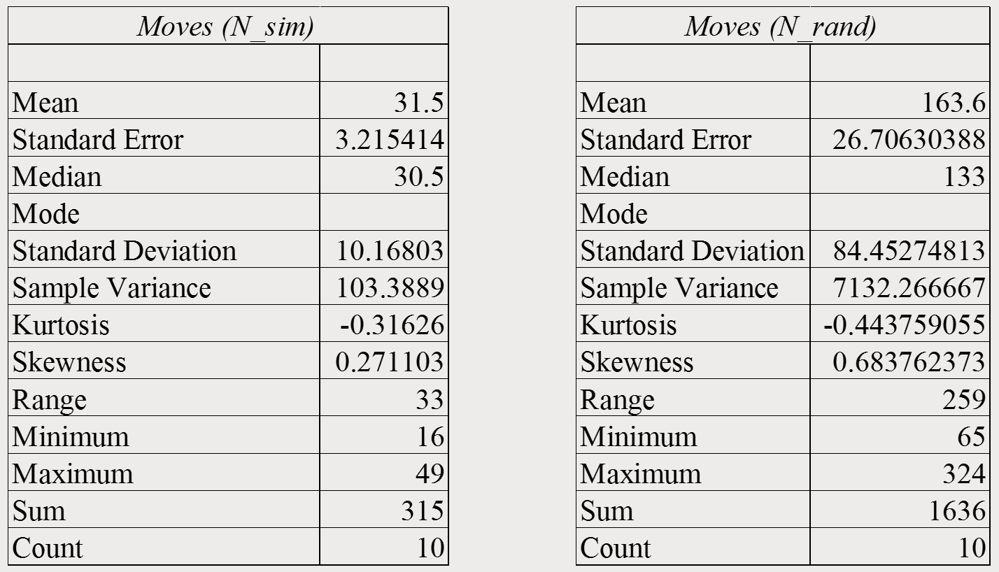 Moves (N_sim)
Mean 31.5
Standard Error 3.215414
Median 30.5
Mode
Standard Deviation 10.16803
Sample Variance 103.3889
Kurtosis -0.31626
Skewness 0.271103
Range 33
Minimum 16
Maximum 49
Sum 315
Count 10
Moves (N_rand)
Mean 163.6
Standard Error 26.70630388
Median 133
Mode
Standard Deviation 84.45274813
Sample Variance 7132.266667
Kurtosis -0.443759055
Skewness 0.683762373
Range 259
Minimum 65
Maximum 324
Sum 1636
Count 10